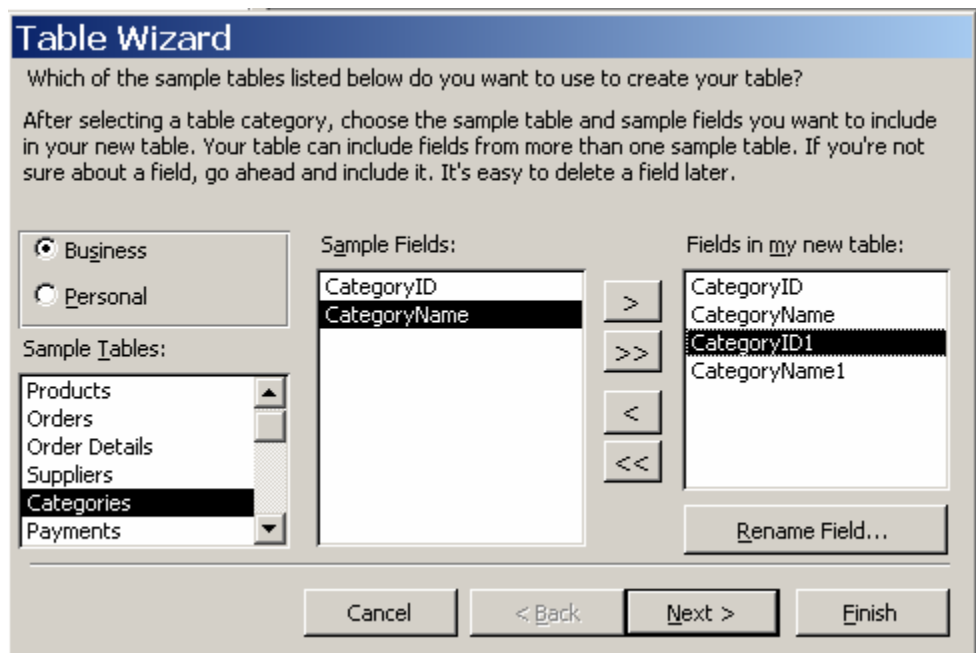 Table Wizard
Which of the sample tables listed below do you want to use to create your table?
After selecting a table category, choose the sample table and sample fields you want to include
in your new table. Your table can include fields from more than one sample table. If you're not
sure about a field, go ahead and include it. It's easy to delete a field later.
Business
Personal
Sample Tables:
Products
Orders
Order Details
Suppliers
Categories
Payments
Sample Fields:
CategoryID
CategoryName
>
>>
<
<<
Fields in my new table:
CategoryID
CategoryName
CategoryID1
CategoryName1
Rename Field...
Cancel
< Back
Next >
Finish